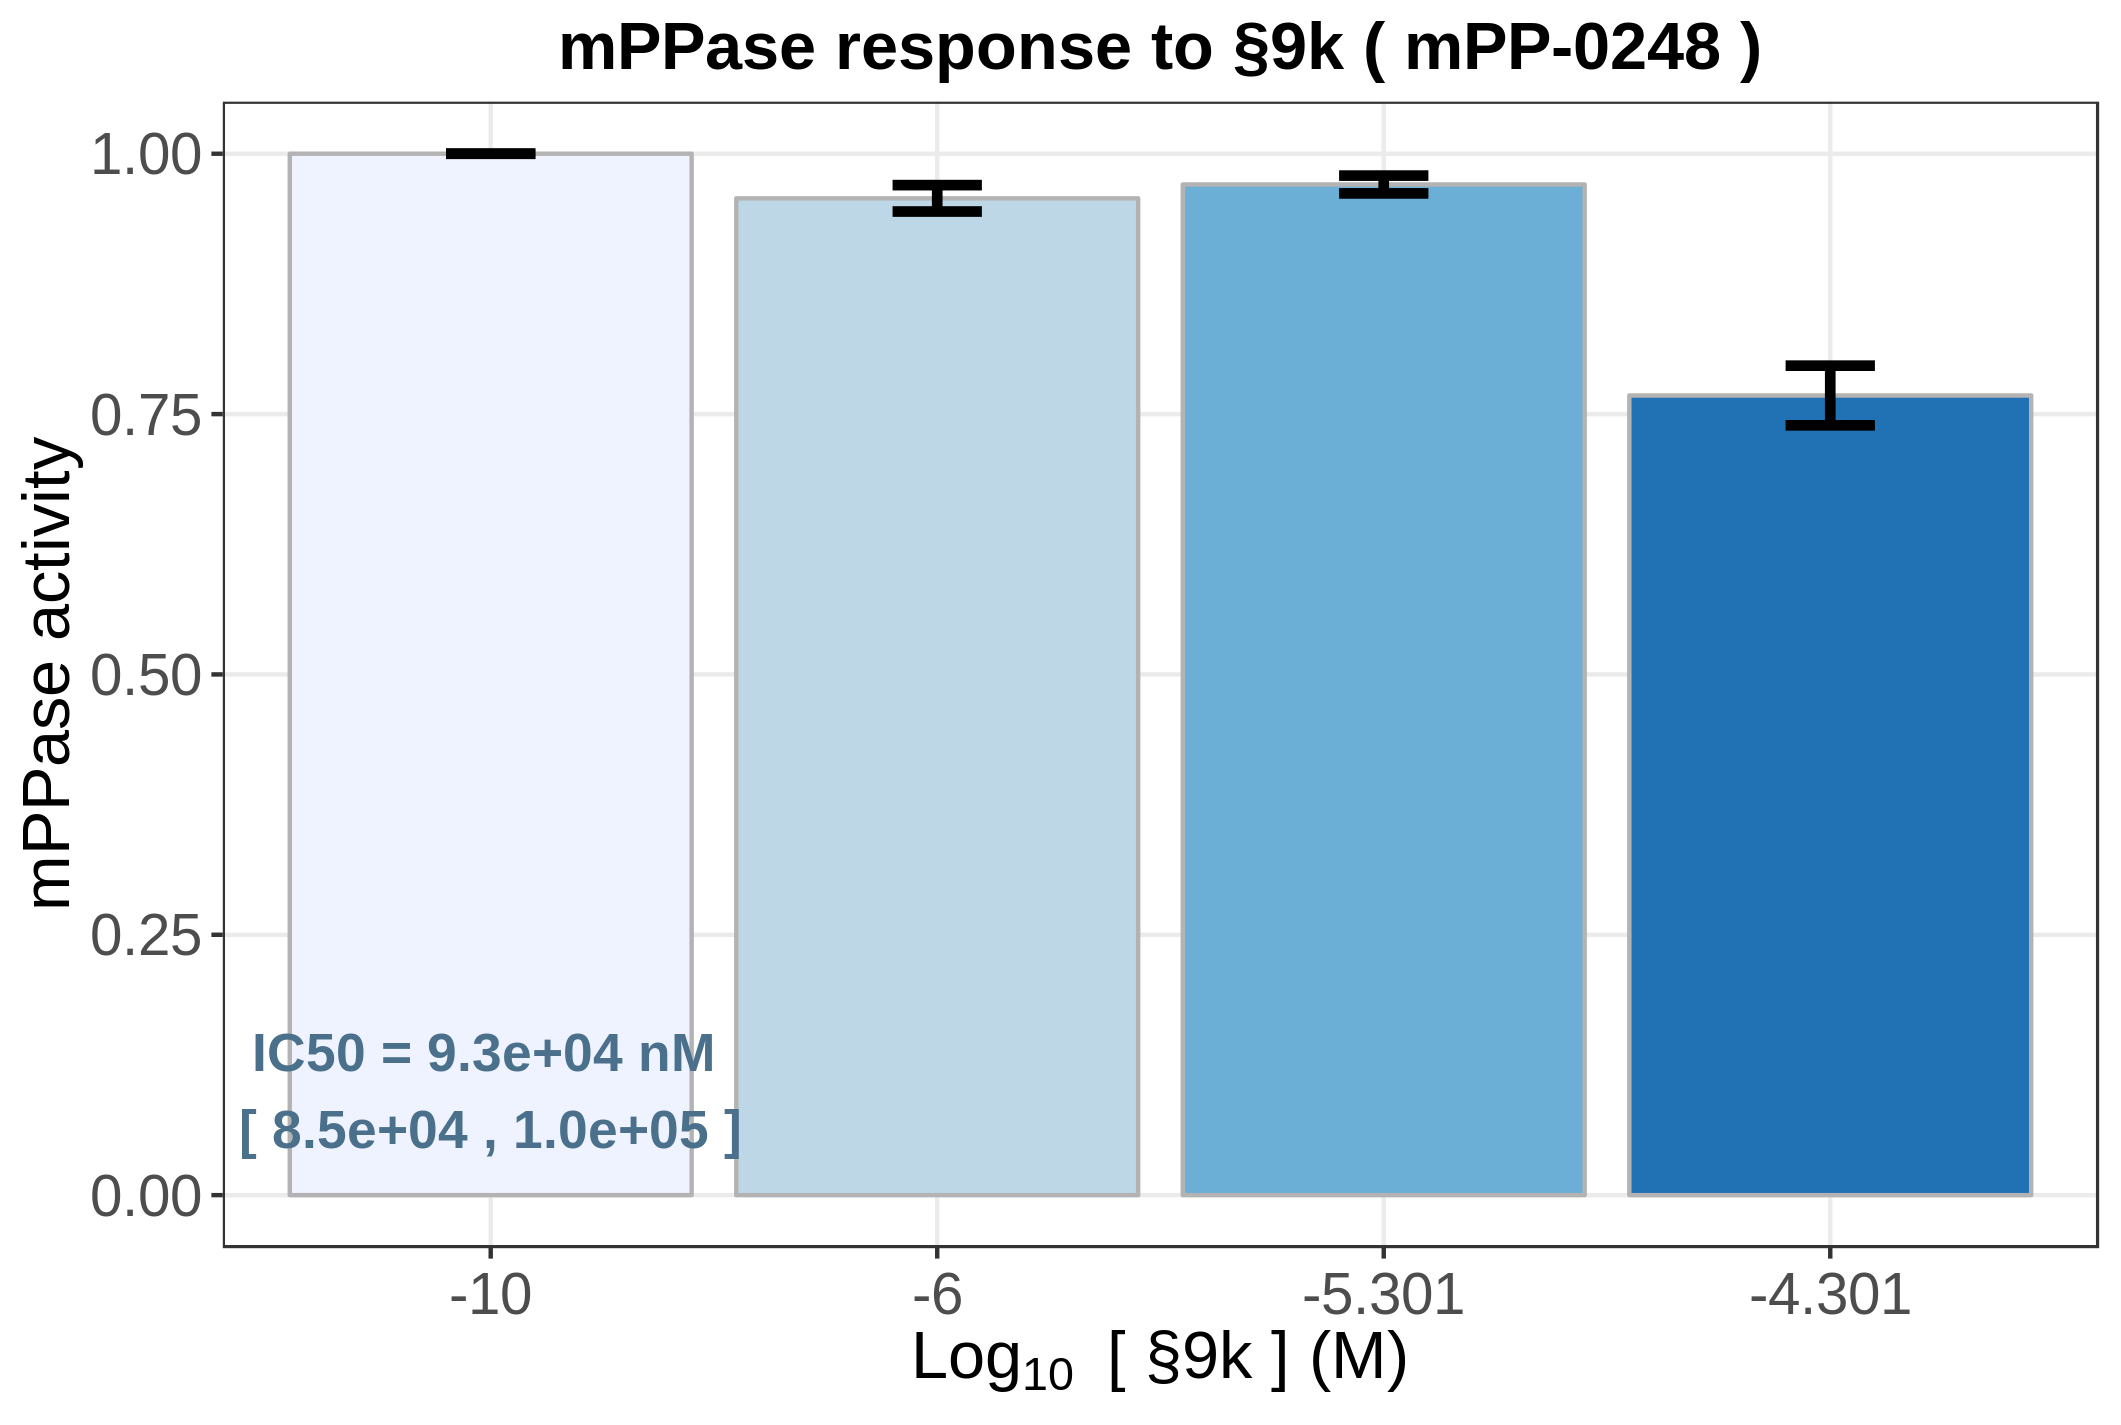 mPPase response to §9k ( mPP-0248 )
mPPase activity
1.00
0.75
0.50
0.25
0.00
IC50 = 9.3e+04 nM
[ 8.5e+04 , 1.0e+05 ]
-10 -6 -5.301 -4.301
Log10 [ §9k ] (M)